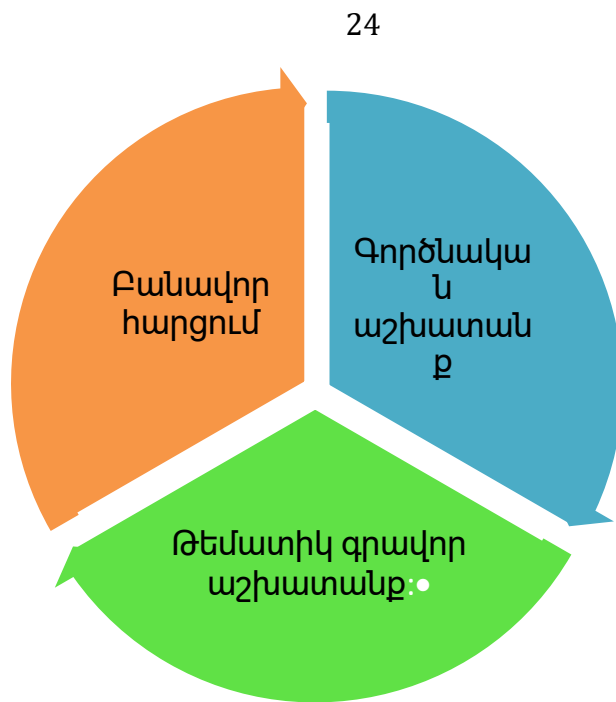 24
Բանավոր
հարցում
Գործնակա
ն
աշխատան
ք
Թեմատիկ գրավոր
աշխատանք:•